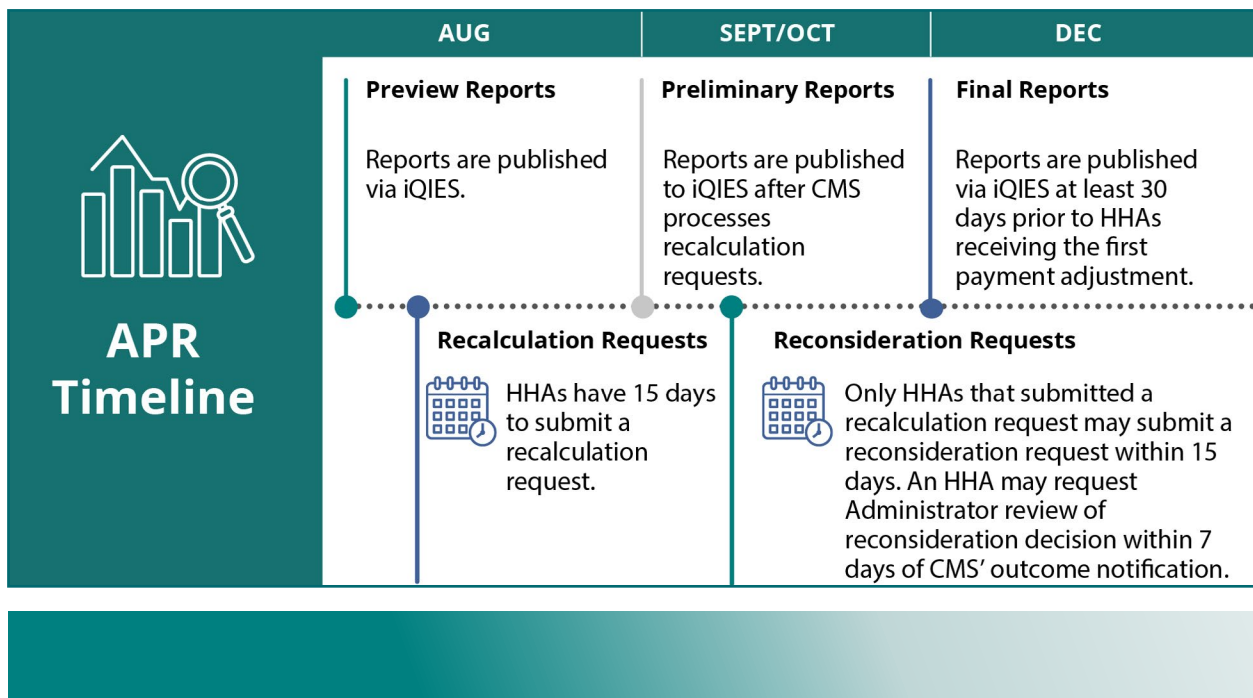 APR
Timeline
AUG
SEPT/OCT
DEC
Preview Reports
Reports are published
via iQIES.
Preliminary Reports
Reports are published
to iQIES after CMS
processes
recalculation
requests.
Final Reports
Reports are published
via iQIES at least 30
days prior to HHAs
receiving the first
payment adjustment.
Recalculation Requests
HHAs have 15 days
to submit a
recalculation
request.
Reconsideration Requests
Only HHAs that submitted a
recalculation request may submit a
reconsideration request within 15
days. An HHA may request
Administrator review of
reconsideration decision within 7
days of CMS’ outcome notification.